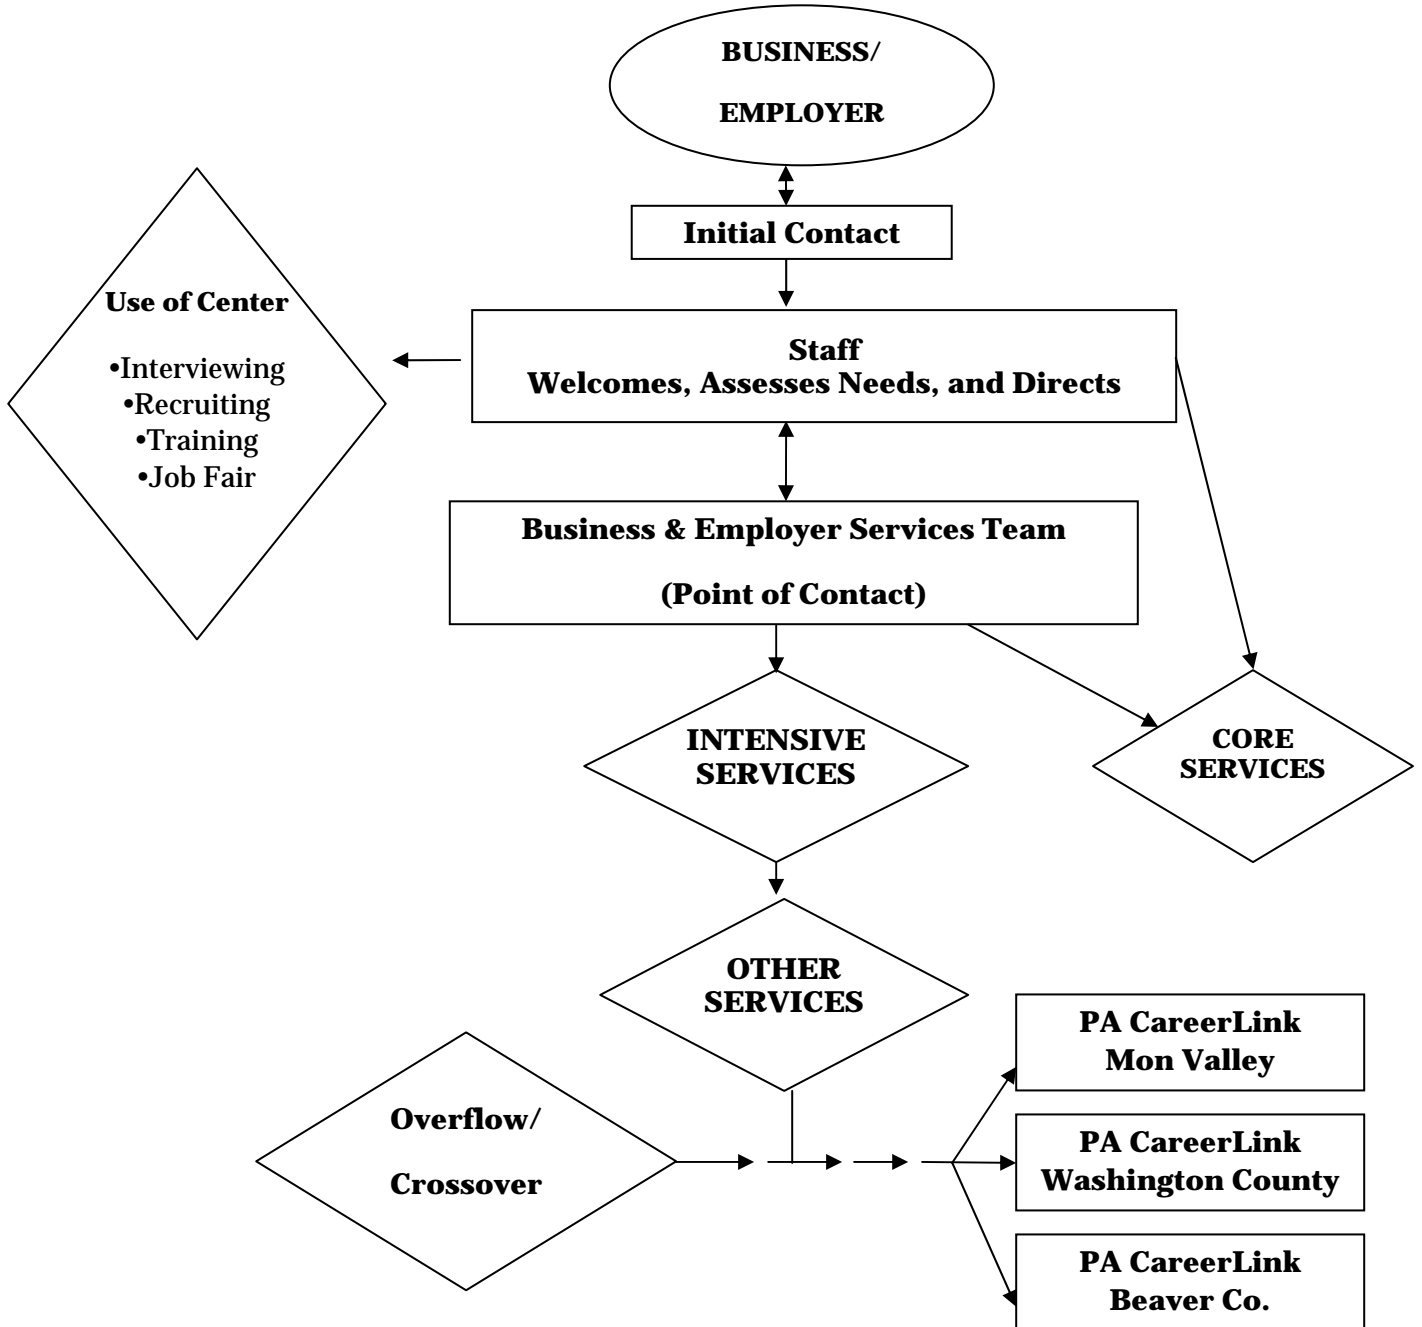 BUSINESS/
EMPLOYER
Initial Contact
Use of Center
•Interviewing
•Recruiting
•Training
•Job Fair
Staff
Welcomes, Assesses Needs, and Directs
Business & Employer Services Team
(Point of Contact)
INTENSIVE
SERVICES
CORE
SERVICES
OTHER
SERVICES
Overflow/
Crossover
PA CareerLink
Mon Valley
PA CareerLink
Washington County
PA CareerLink
Beaver Co.